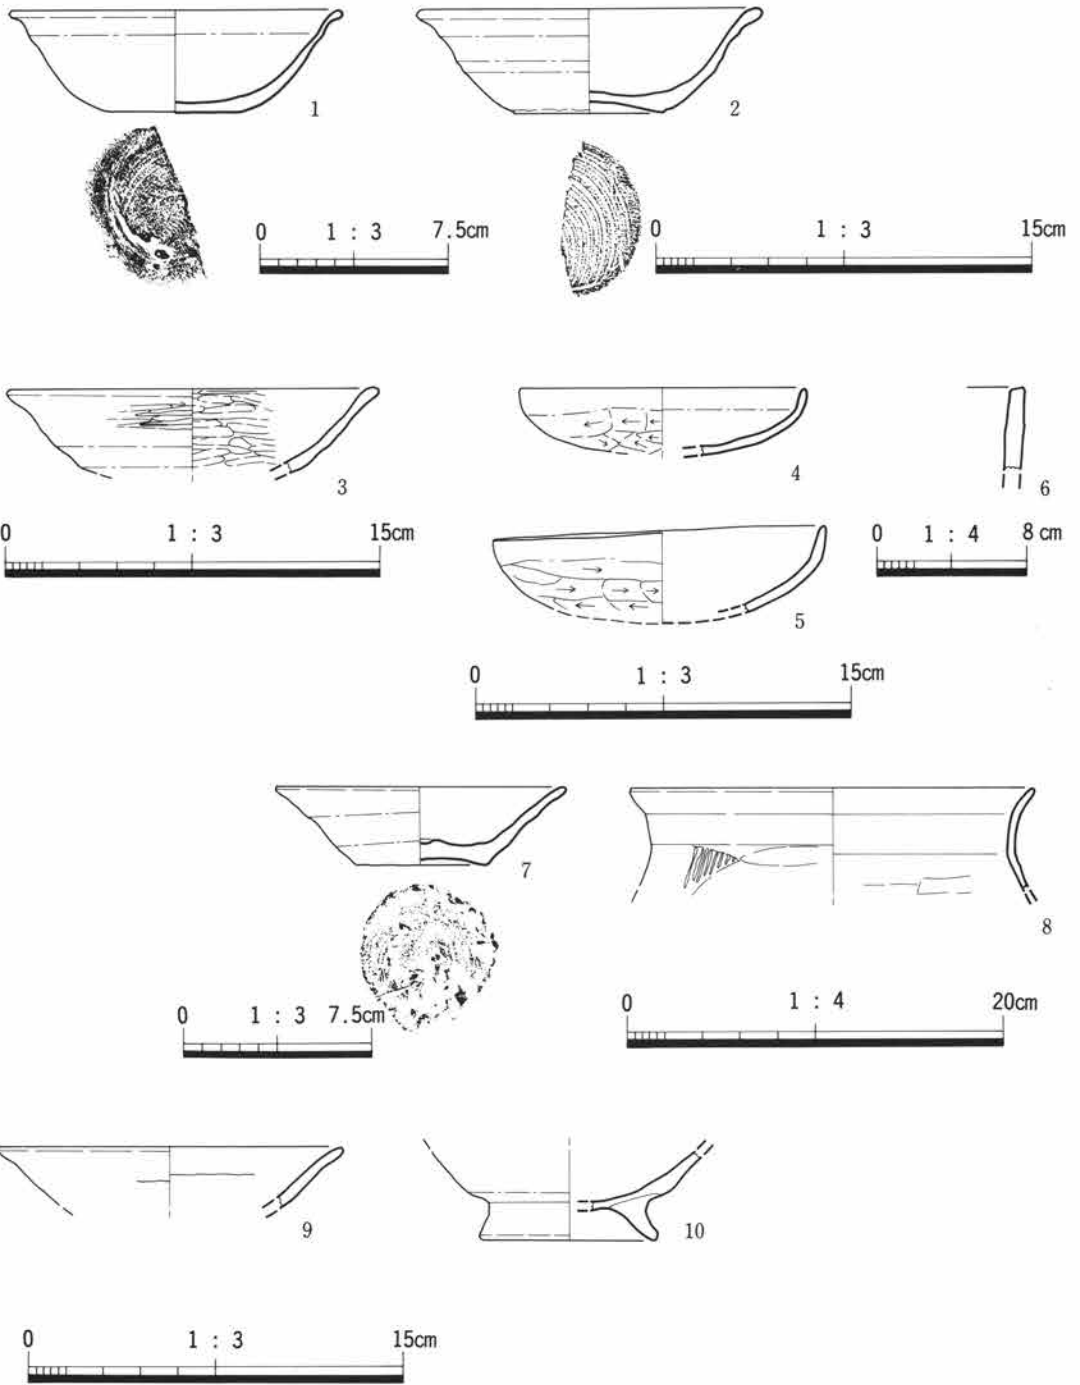 1
2
0 1 : 3 7.5cm
0 1 : 3 15cm
3
4
6
0 1 : 3 15cm
0 1 : 4 8 cm
5
0 1 : 3 15cm
7
8
0 1 : 3 7.5cm
0 1 : 4 20cm
9
10
0 1 : 3 15cm